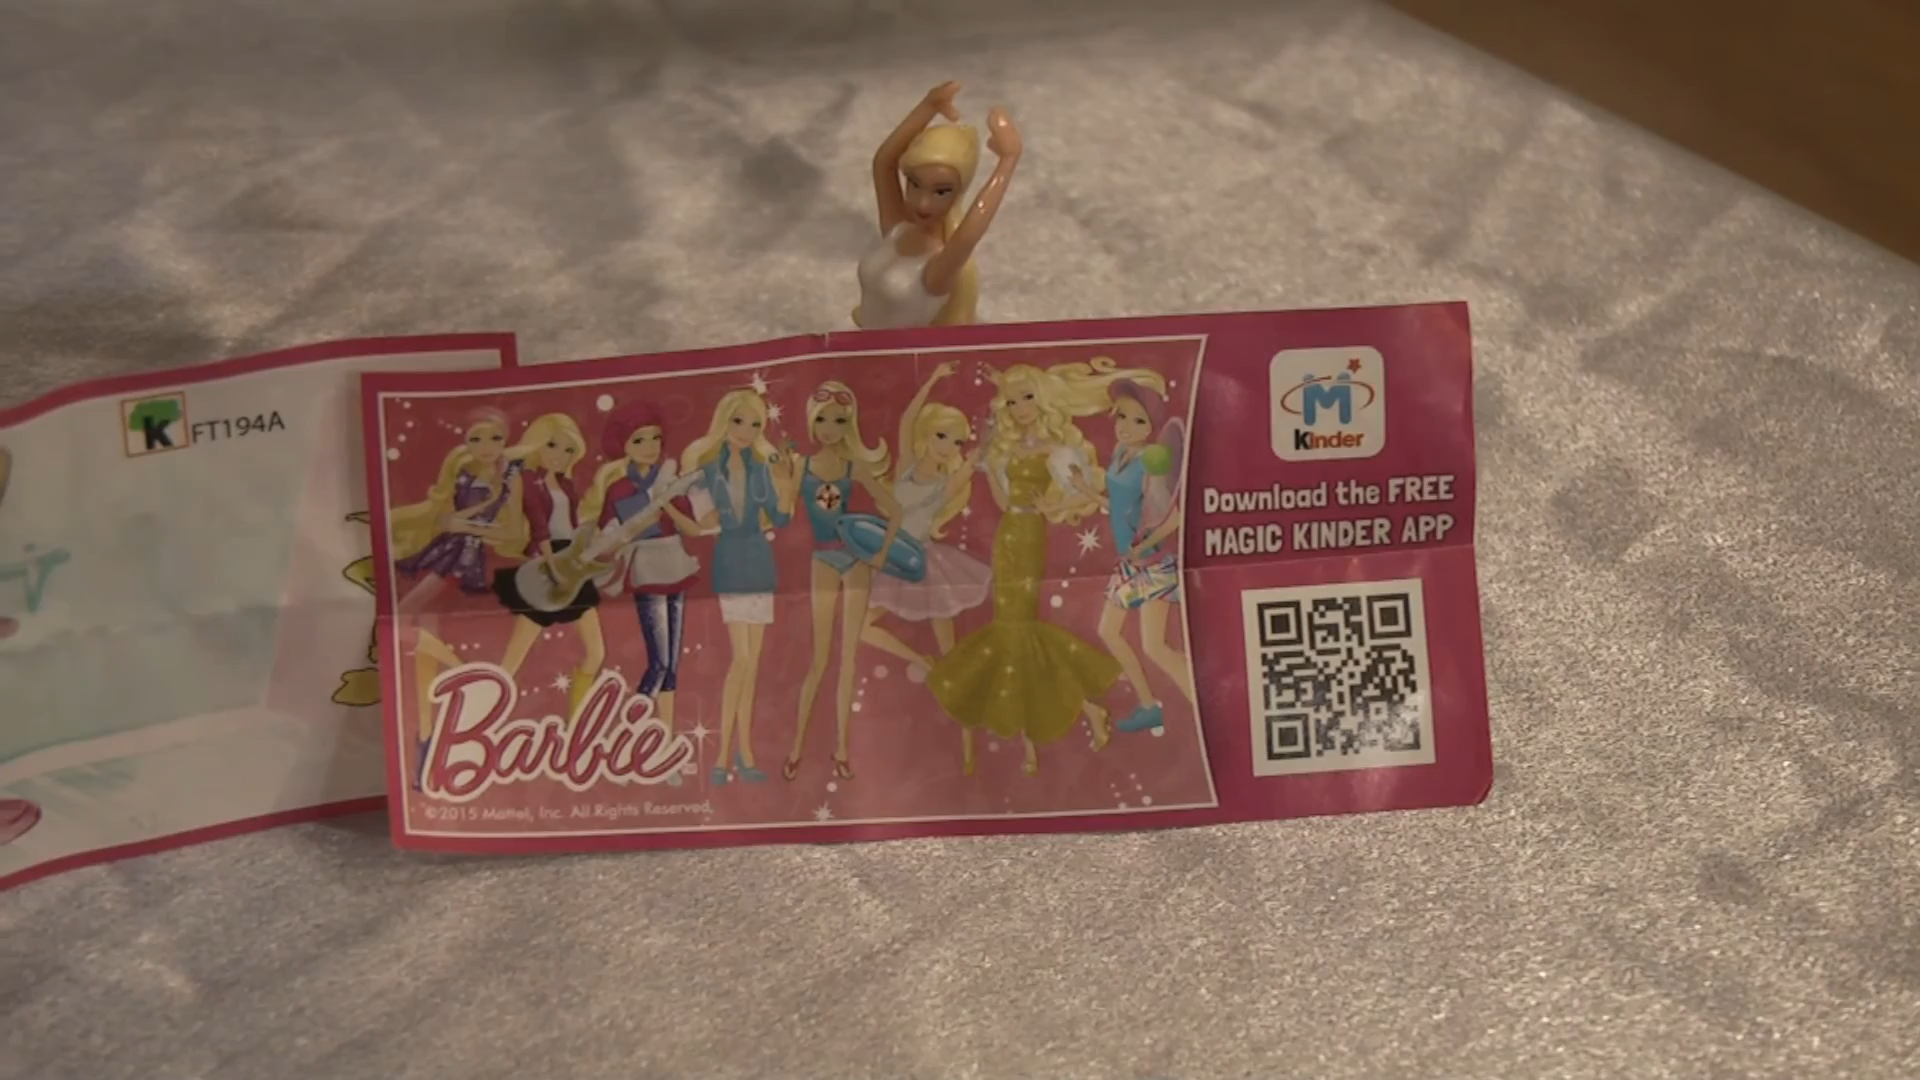 K FT194A
M
Kinder
Download the FREE
MAGIC KINDER APP
Barbie
©2015 Mattel, Inc. All Rights Reserved.